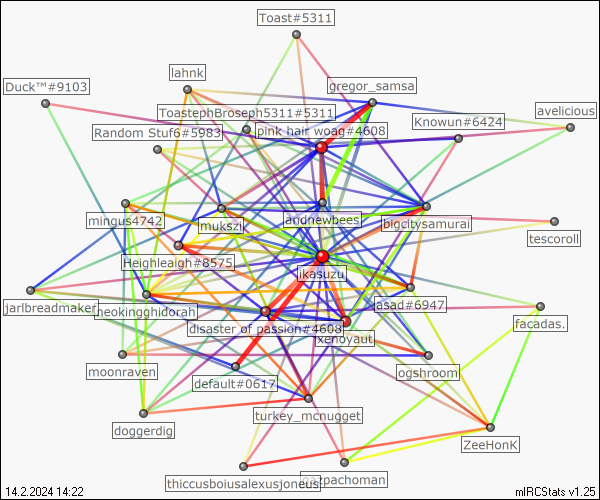 Toast#5311
lahnk
Duck™#9103
gregor_samsa
avelicious
ToastephBroseph5311#5311
Knowun#6424
Random Stuf6#5983
pink hair woag#4608
mingus4742
mukszi
andnewbees
bigcitysamurai
tescoroll
Heighleaigh#8575
ikasuzu
jarlbreadmaker
neokingghidorah
asad#6947
facadas.
disaster of passion#4608
xenoyaut
moonraven
default#0617
ogshroom
turkey_mcnugget
doggerdig
ZeeHonK
thiccusboiusalexusjoneus
pachoman
14.2.2024 14:22
mIRCStats v1.25